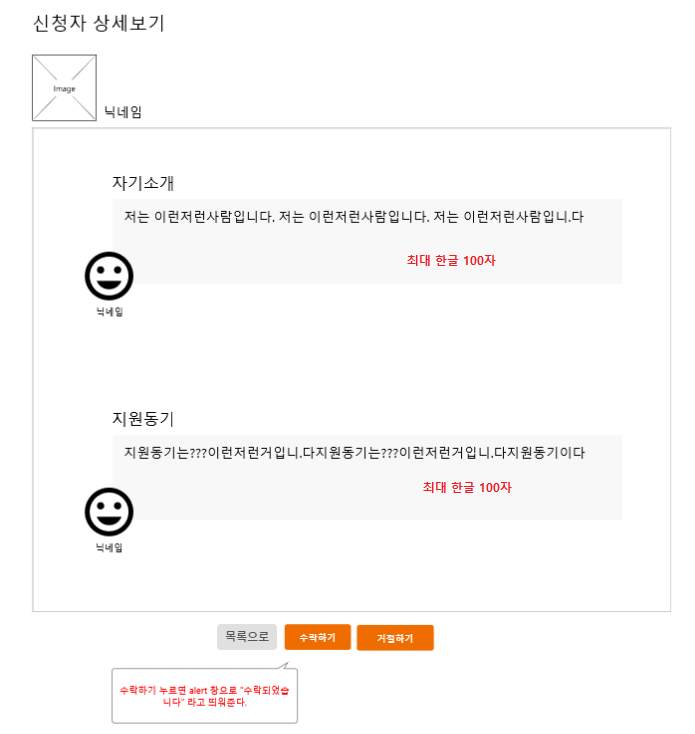 신청자 상세보기
Image
닉네임
자기소개
저는 이런저런사람입니다. 저는 이런저런사람입니다. 저는 이런저런사람입니.다
최대 한글 100자
닉네임
지원동기
지원동기는???이런저런거입니.다지원동기는???이런저런거입니.다지원동기이다
최대 한글 100자
닉네임
목록으로 수락하기 거절하기
수락하기 누르면 alert 창으로 "수락되었습
니다" 라고 띄워준다.